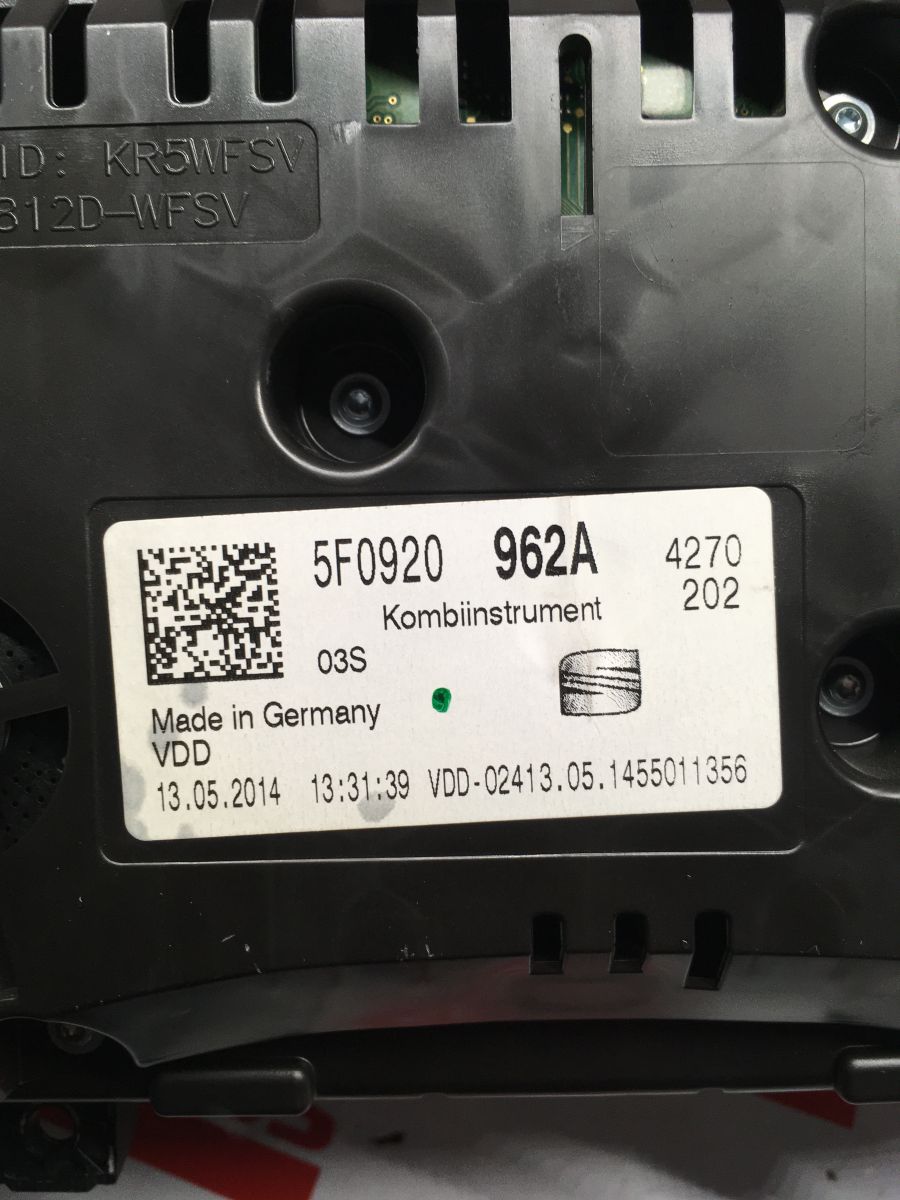 ID: KR5WFSV
812D-WFSV
5F0920 962A 4270
202
Kombiinstrument
03S
Made in Germany
VDD
13.05.2014 13:31:39 VDD-02413.05.1455011356